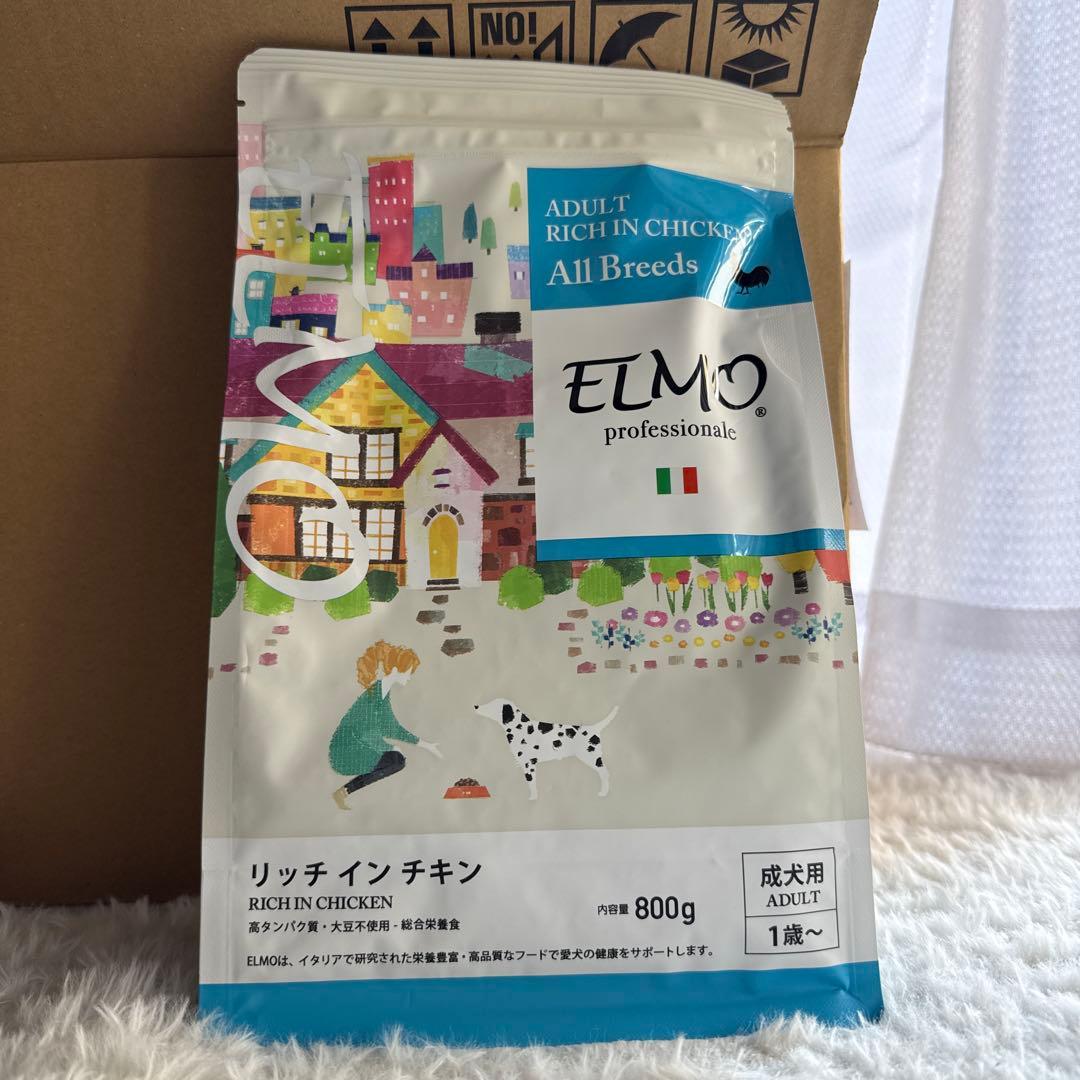 NO!
ELMO
ADULT
RICH IN CHICKEN
All Breeds
ELMO®
professionale
リッチ イン チキン
RICH IN CHICKEN
高タンパク質・大豆不使用 - 総合栄養食
内容量 800g
成犬用
ADULT
1歳〜
ELMOは、イタリアで研究された栄養豊富・高品質なフードで愛犬の健康をサポートします。